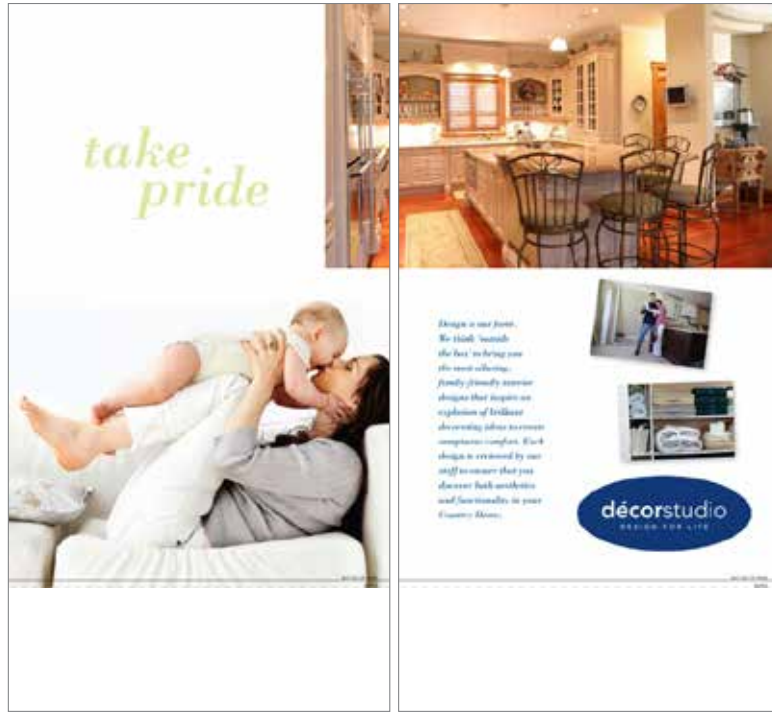 take
pride
Design is our forté.
We think 'outside
the box' to bring you
the most alluring,
family friendly interior
designs that inspire an
explosion of brilliant
decorating ideas to create
sumptuous comfort. Each
design is reviewed by our
staff to ensure that you
discover both aesthetics
and functionality in your
Country Home.
décorstudio
DESIGN FOR LIFE